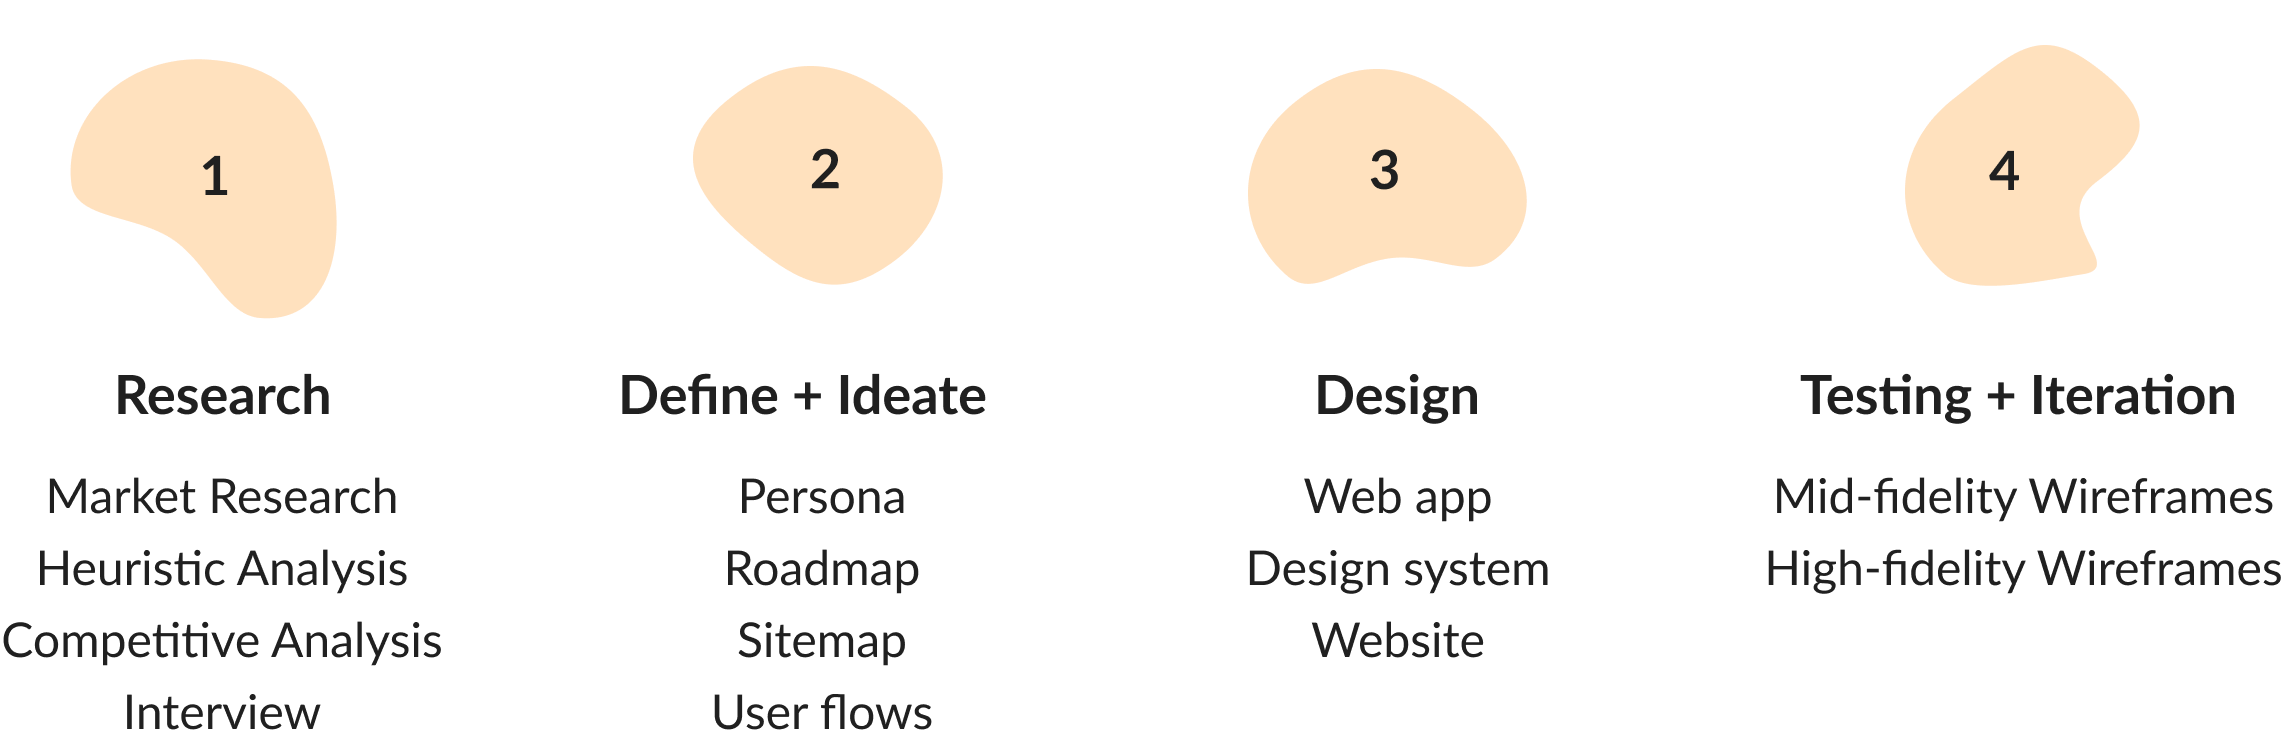 1
Research
Market Research
Heuristic Analysis
Competitive Analysis
Interview
2
Define + Ideate
Persona
Roadmap
Sitemap
User flows
3
Design
Web app
Design system
Website
4
Testing + Iteration
Mid-fidelity Wireframes
High-fidelity Wireframes